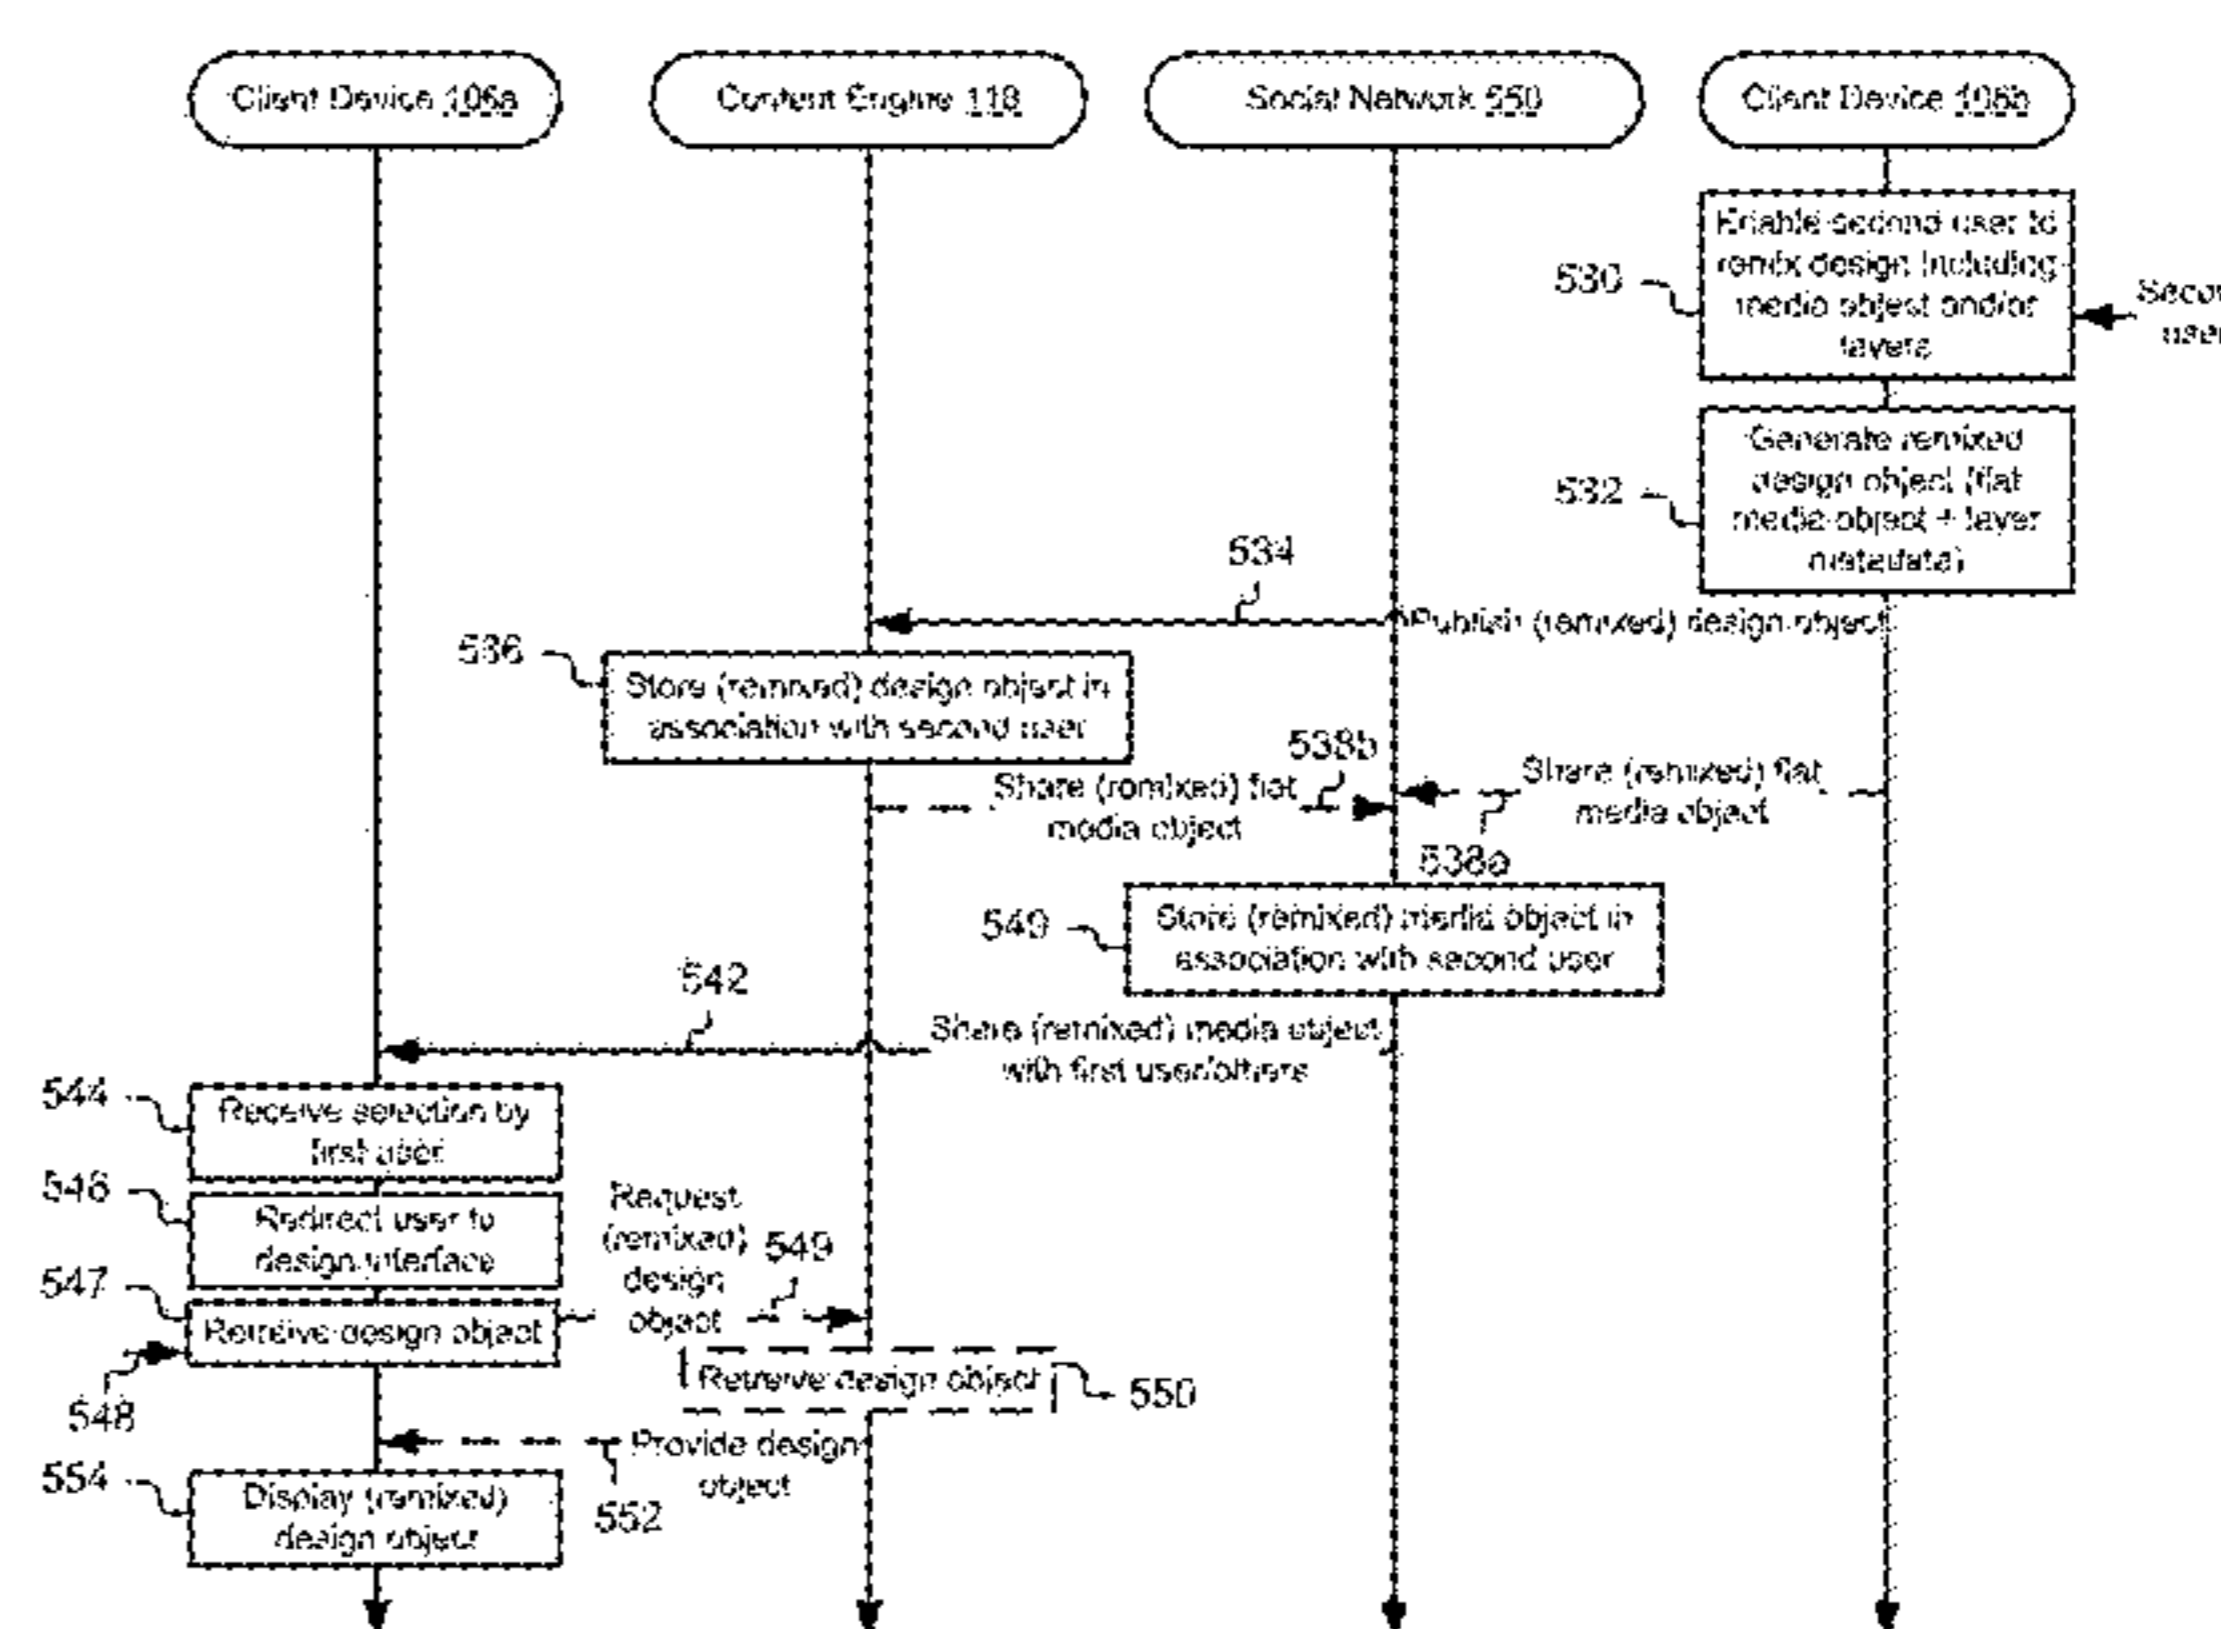 Client Device 106a
Content Engine 118
Social Network 550
Client Device 106b
Enable second user to
remix design including
media object and/or
layers
530
Generate remixed
design object (flat
media object + layer
metadata)
532
534
Publish (remixed) design object
536
Store (remixed) design object in
association with second user
538b
Share (remixed) flat
media object
Share (remixed) flat
media object
538a
549
Store (remixed) media object in
association with second user
542
Share (remixed) media object
with first user/others
544
Receive selection by
first user
546
Redirect user to
design interface
547
Retrieve design object
548
Request
(remixed)
design
object
549
Retrieve design object
550
Provide design
object
552
554
Display (remixed)
design object